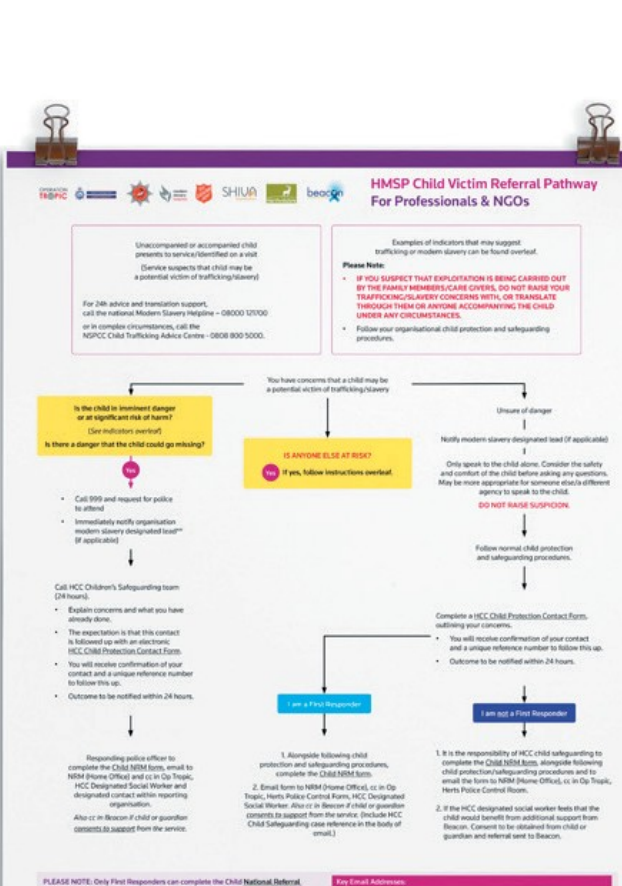 OPERATION
TROPIC
SHIVA
beacon
HMSP Child Victim Referral Pathway
For Professionals & NGOs
Unaccompanied or accompanied child
presents to service/identified on a visit
(Service suspects that child may be
a potential victim of trafficking/slavery)
For 24h advice and translation support,
call the national Modern Slavery Helpline – 08000 121700
or in complex circumstances, call the
NSPCC Child Trafficking Advice Centre - 0808 800 5000.
Examples of indicators that may suggest
trafficking or modern slavery can be found overleaf.
Please Note:
• IF YOU SUSPECT THAT EXPLOITATION IS BEING CARRIED OUT
BY THE FAMILY MEMBERS/CARE GIVERS, DO NOT RAISE YOUR
TRAFFICKING/SLAVERY CONCERNS WITH, OR TRANSLATE
THROUGH THEM OR ANYONE ACCOMPANYING THE CHILD
UNDER ANY CIRCUMSTANCES.
• Follow your organisational child protection and safeguarding
procedures.
You have concerns that a child may be
a potential victim of trafficking/slavery
Is the child in imminent danger
or at significant risk of harm?
(See indicators overleaf)
Is there a danger that the child could go missing?
Yes
• Call 999 and request for police
to attend
• Immediately notify organisation
modern slavery designated lead**
(if applicable)
Call HCC Children's Safeguarding team
(24 hours).
• Explain concerns and what you have
already done.
• The expectation is that this contact
is followed up with an electronic
HCC Child Protection Contact Form.
• You will receive confirmation of your
contact and a unique reference number
to follow this up.
• Outcome to be notified within 24 hours.
Responding police officer to
complete the Child NRM form, email to
NRM (Home Office) and cc in Op Tropic,
HCC Designated Social Worker and
designated contact within reporting
organisation.
Also cc in Beacon if child or guardian
consents to support from the service.
IS ANYONE ELSE AT RISK?
Yes If yes, follow instructions overleaf.
Unsure of danger
Notify modern slavery designated lead (if applicable)
Only speak to the child alone. Consider the safety
and comfort of the child before asking any questions.
May be more appropriate for someone else/a different
agency to speak to the child.
DO NOT RAISE SUSPICION.
Follow normal child protection
and safeguarding procedures.
Complete a HCC Child Protection Contact Form,
outlining your concerns.
• You will receive confirmation of your contact
and a unique reference number to follow this up.
• Outcome to be notified within 24 hours.
I am a First Responder
1. Alongside following child
protection and safeguarding procedures,
complete the Child NRM form.
2. Email form to NRM (Home Office), cc in Op
Tropic, Herts Police Control Form, HCC Designated
Social Worker. Also cc in Beacon if child or guardian
consents to support from the service. (Include HCC
Child Safeguarding case reference in the body of
email.)
I am not a First Responder
1. It is the responsibility of HCC child safeguarding to
complete the Child NRM form, alongside following
child protection/safeguarding procedures and to
email the form to NRM (Home Office), cc in Op Tropic,
Herts Police Control Room.
2. If the HCC designated social worker feels that the
child would benefit from additional support from
Beacon. Consent to be obtained from child or
guardian and referral sent to Beacon.
PLEASE NOTE: Only First Responders can complete the Child National Referral
Key Email Addresses: